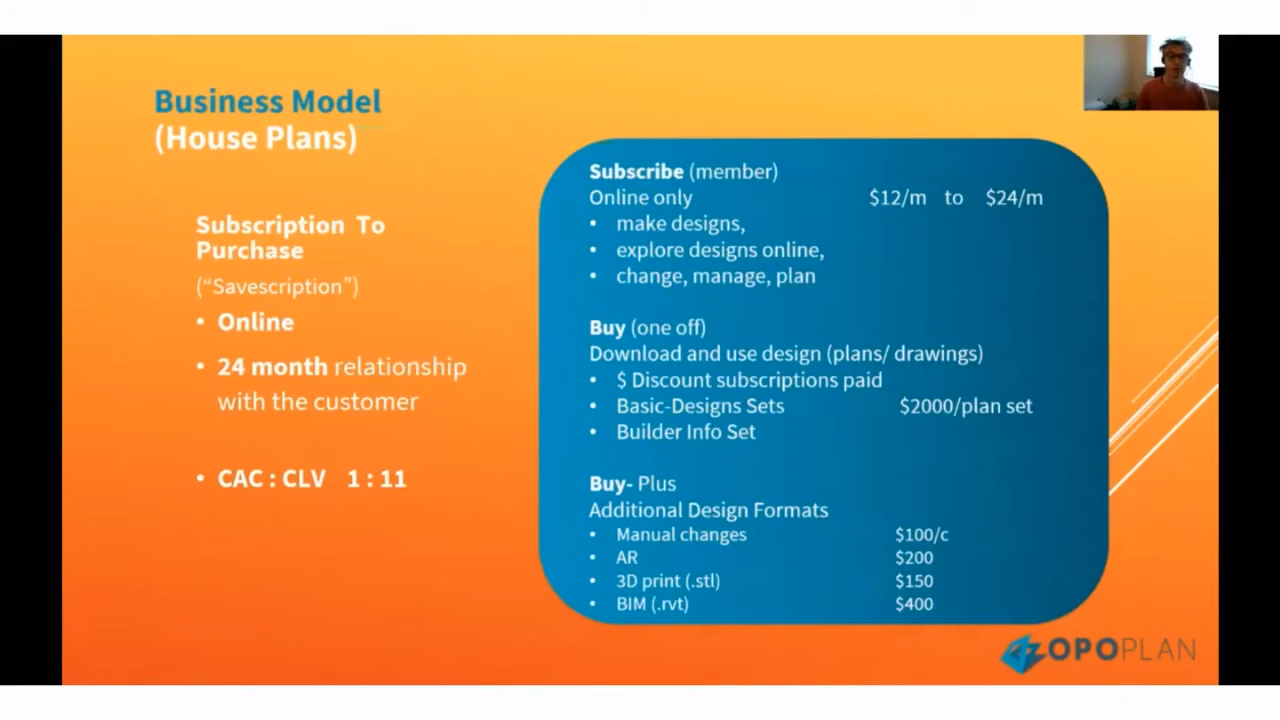 Business Model
(House Plans)
Subscription To
Purchase
(“Savescription”)
• Online
• 24 month relationship
with the customer
• CAC : CLV 1 : 11
Subscribe (member)
Online only $12/m to $24/m
• make designs,
• explore designs online,
• change, manage, plan
Buy (one off)
Download and use design (plans/ drawings)
• $ Discount subscriptions paid
• Basic-Designs Sets $2000/plan set
• Builder Info Set
Buy- Plus
Additional Design Formats
• Manual changes $100/c
• AR $200
• 3D print (.stl) $150
• BIM (.rvt) $400
ZOPOPLAN